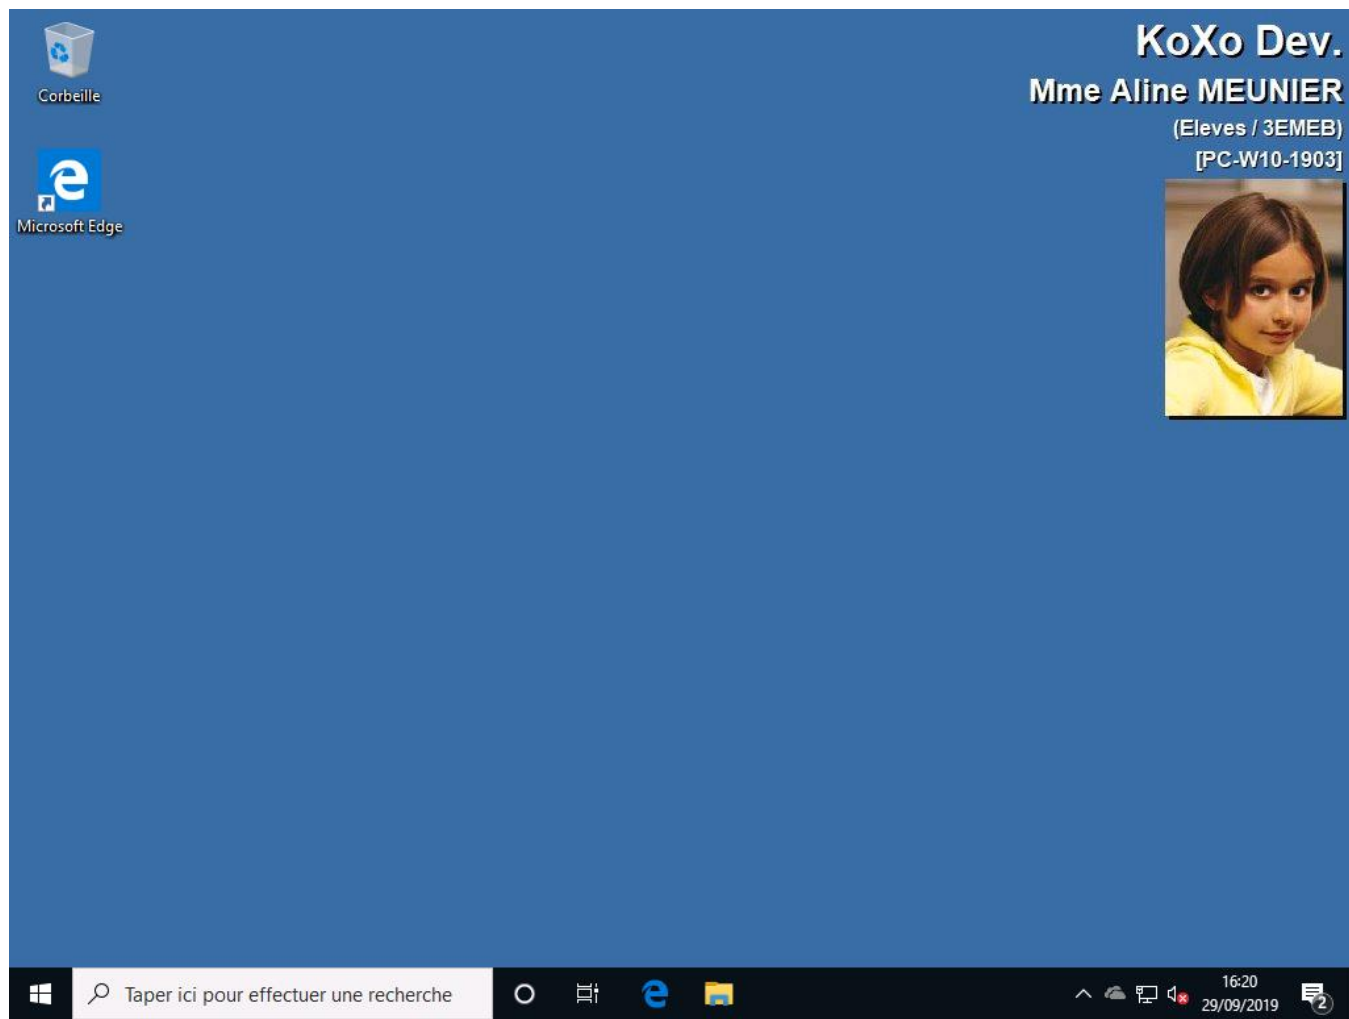 KoXo Dev.
Mme Aline MEUNIER
(Eleves / 3EMEB)
[PC-W10-1903]
Corbeille
Microsoft Edge
Taper ici pour effectuer une recherche
16:20
29/09/2019
2